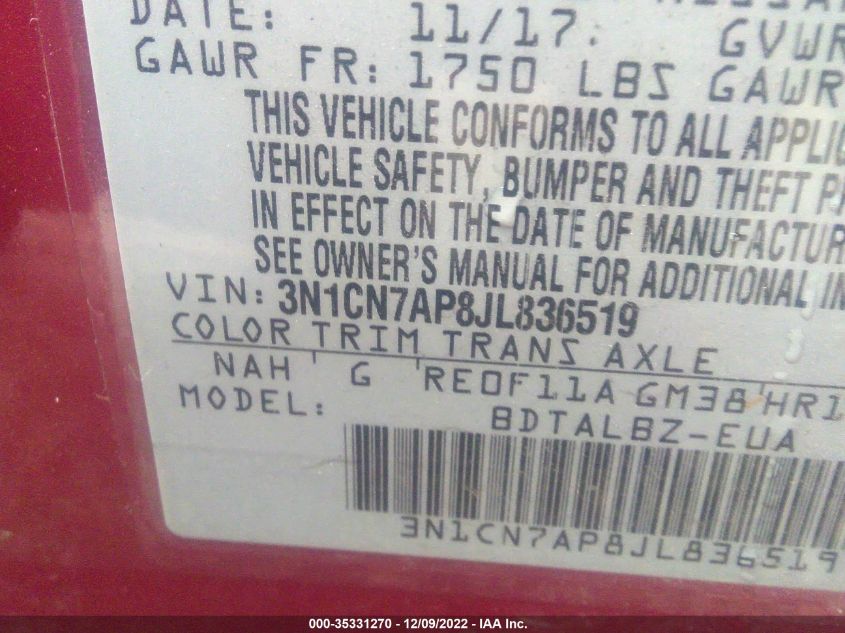 DATE: 11/17. GVWR
GAWR FR: 1750 LBS GAWR
THIS VEHICLE CONFORMS TO ALL APPLIC
VEHICLE SAFETY, BUMPER AND THEFT P
IN EFFECT ON THE DATE OF MANUFACTUR
SEE OWNER'S MANUAL FOR ADDITIONAL IN
VIN: 3N1CN7AP8JL836519
COLOR TRIM TRANS AXLE
NAH G RE0F11A GM38 HR1
MODEL: BDTALBZ-EUA
3N1CN7AP8JL836519
000-35331270 - 12/09/2022 - IAA Inc.